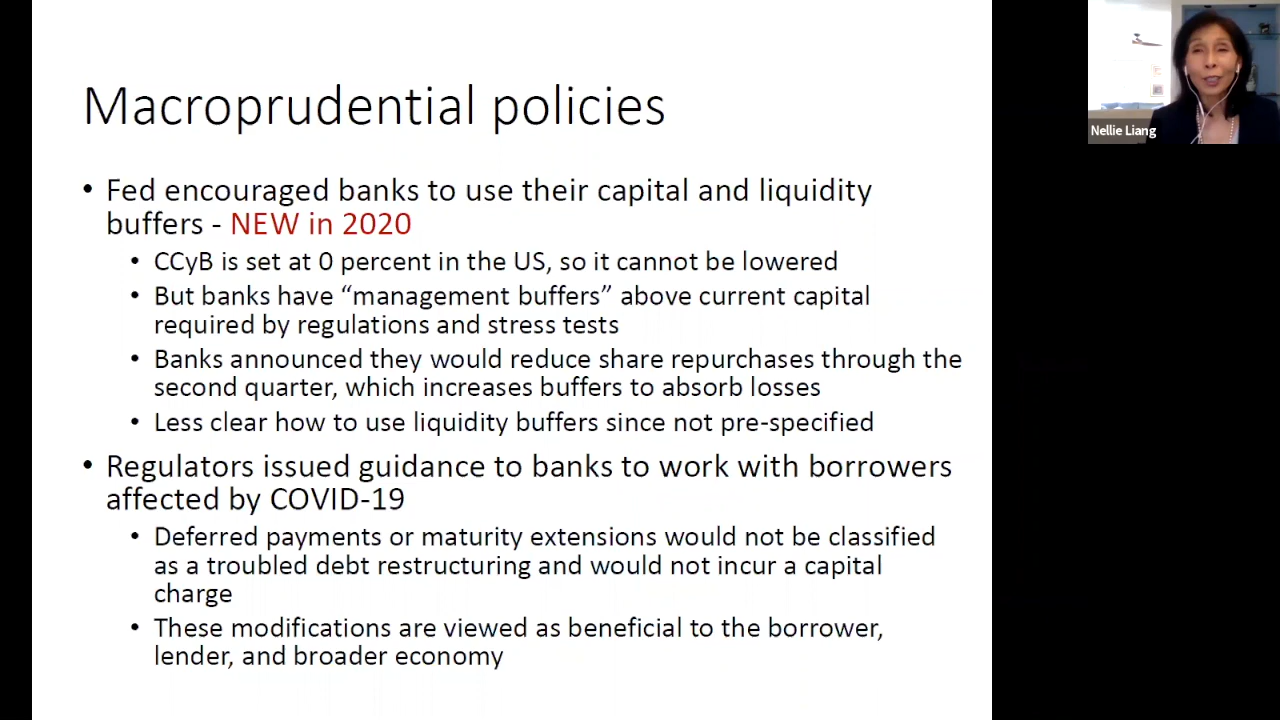 Macroprudential policies
• Fed encouraged banks to use their capital and liquidity
buffers - NEW in 2020
• CCyB is set at 0 percent in the US, so it cannot be lowered
• But banks have “management buffers” above current capital
required by regulations and stress tests
• Banks announced they would reduce share repurchases through the
second quarter, which increases buffers to absorb losses
• Less clear how to use liquidity buffers since not pre-specified
• Regulators issued guidance to banks to work with borrowers
affected by COVID-19
• Deferred payments or maturity extensions would not be classified
as a troubled debt restructuring and would not incur a capital
charge
• These modifications are viewed as beneficial to the borrower,
lender, and broader economy
Nellie Liang